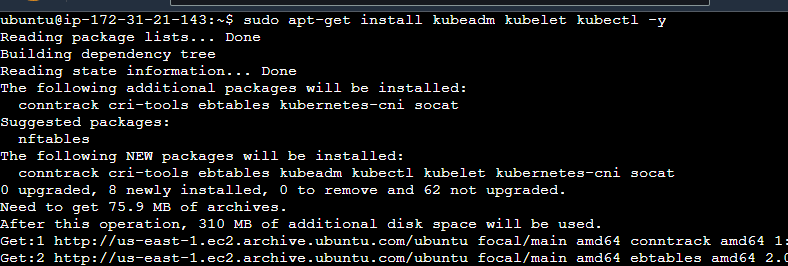 ubuntu@ip-172-31-21-143:~$ sudo apt-get install kubeadm kubelet kubectl -y
Reading package lists... Done
Building dependency tree
Reading state information... Done
The following additional packages will be installed:
  conntrack cri-tools ebtables kubernetes-cni socat
Suggested packages:
  nftables
The following NEW packages will be installed:
  conntrack cri-tools ebtables kubeadm kubectl kubelet kubernetes-cni socat
0 upgraded, 8 newly installed, 0 to remove and 62 not upgraded.
Need to get 75.9 MB of archives.
After this operation, 310 MB of additional disk space will be used.
Get:1 http://us-east-1.ec2.archive.ubuntu.com/ubuntu focal/main amd64 conntrack amd64 1:
Get:2 http://us-east-1.ec2.archive.ubuntu.com/ubuntu focal/main amd64 ebtables amd64 2.0